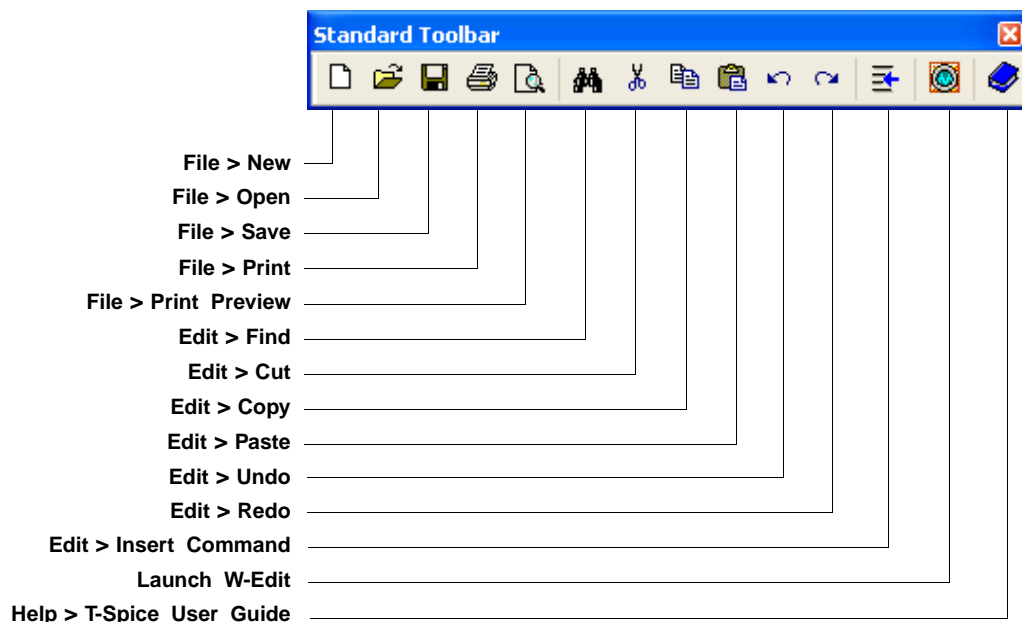 Standard Toolbar
File > New
File > Open
File > Save
File > Print
File > Print Preview
Edit > Find
Edit > Cut
Edit > Copy
Edit > Paste
Edit > Undo
Edit > Redo
Edit > Insert Command
Launch W-Edit
Help > T-Spice User Guide